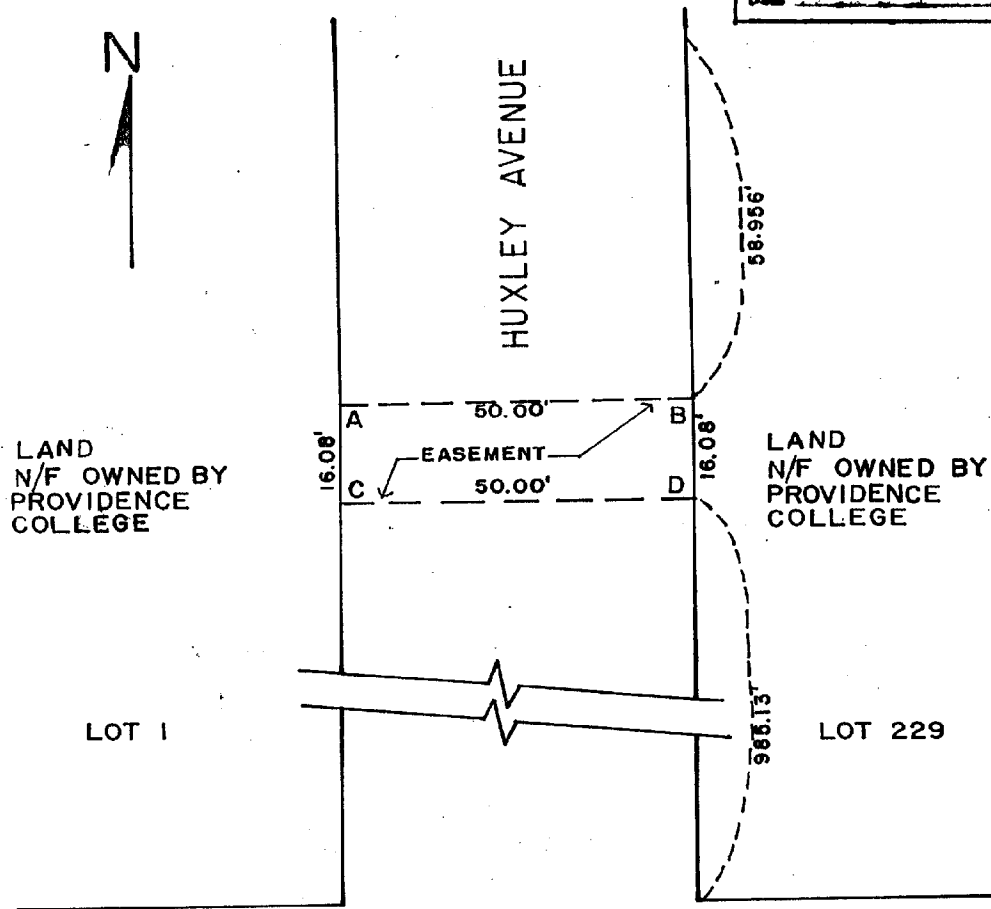 N
HUXLEY AVENUE
58.956'
A
50.00'
B
16.08'
EASEMENT
16.08'
C
50.00'
D
LAND
N/F OWNED BY
PROVIDENCE
COLLEGE
LAND
N/F OWNED BY
PROVIDENCE
COLLEGE
LOT 1
985.13'
LOT 229